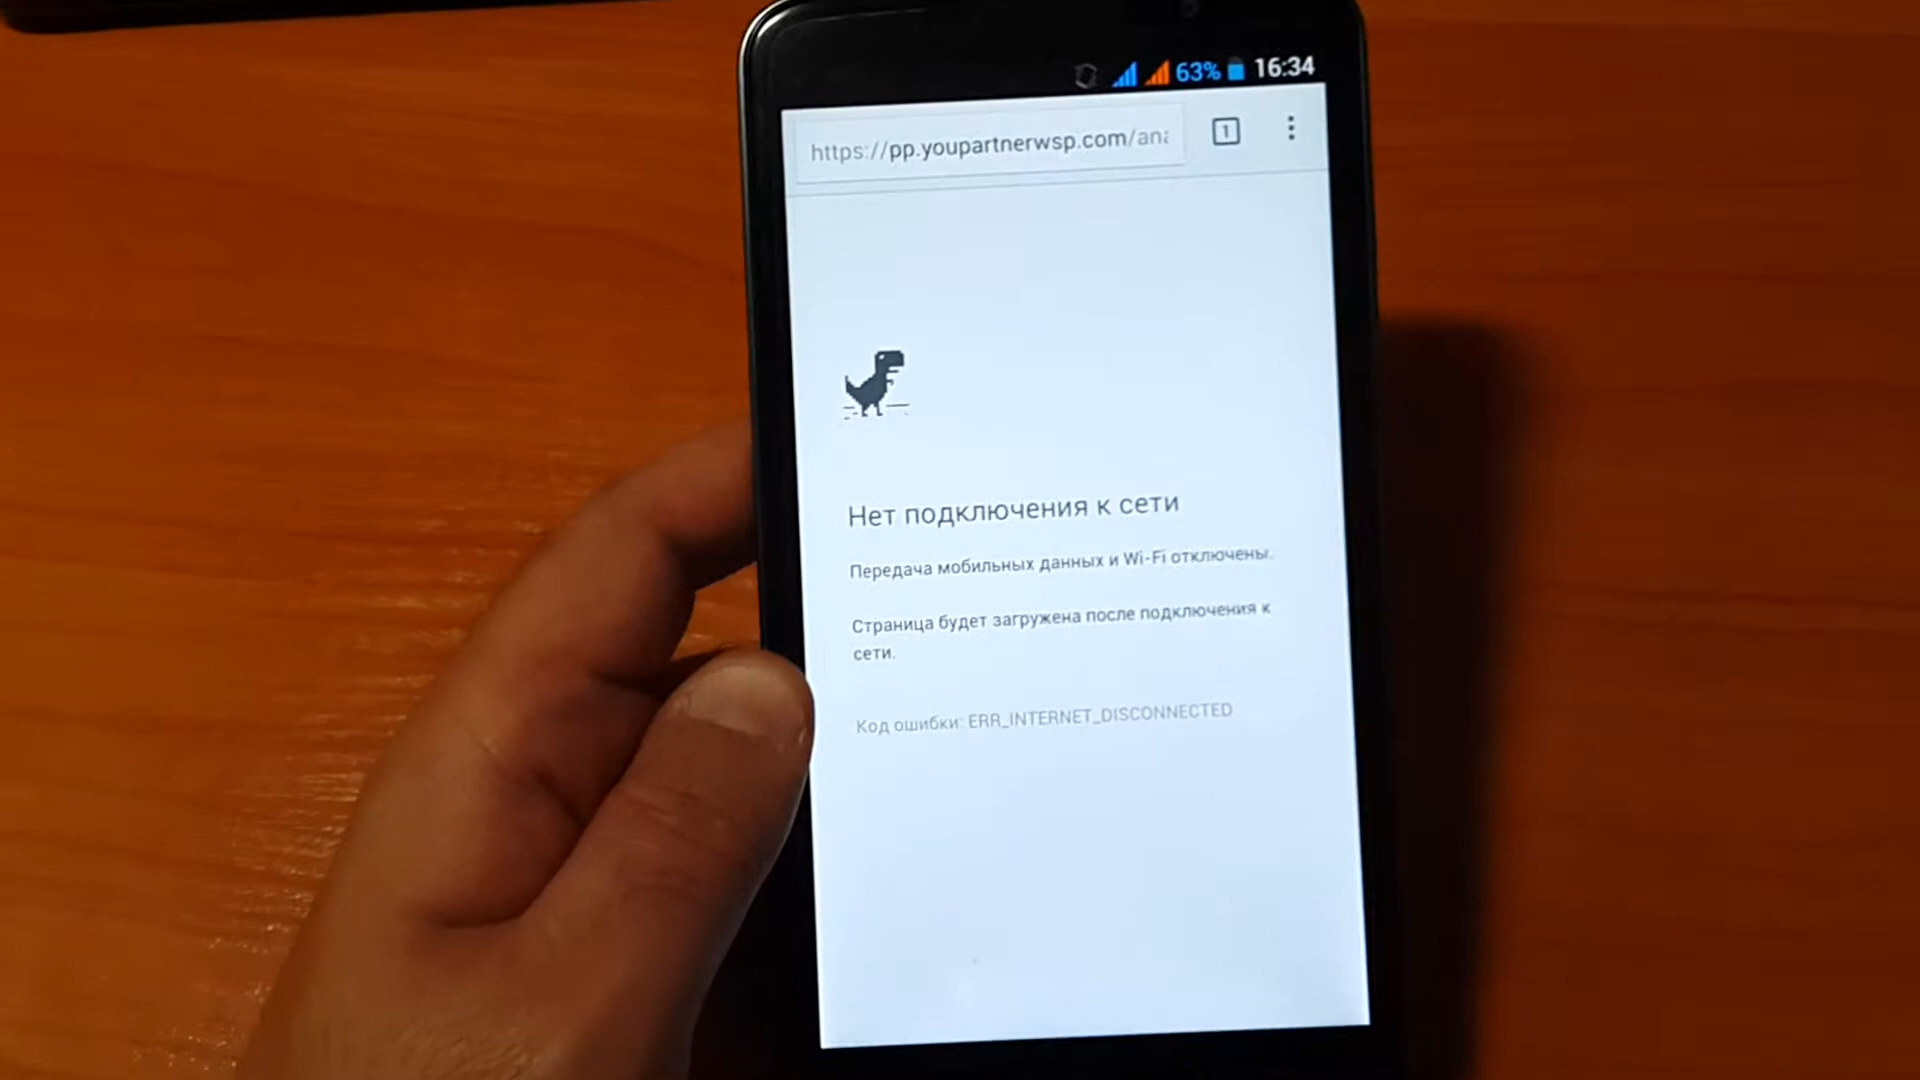 63% 16:34
https://pp.youpartnerwsp.com/ana
1
Нет подключения к сети
Передача мобильных данных и Wi-Fi отключены.
Страница будет загружена после подключения к
сети.
Код ошибки: ERR_INTERNET_DISCONNECTED